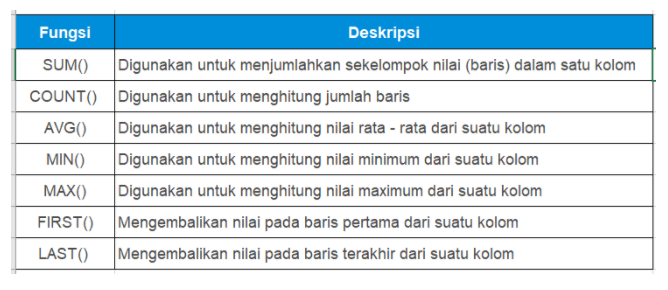 Fungsi Deskripsi
SUM() Digunakan untuk menjumlahkan sekelompok nilai (baris) dalam satu kolom
COUNT() Digunakan untuk menghitung jumlah baris
AVG() Digunakan untuk menghitung nilai rata - rata dari suatu kolom
MIN() Digunakan untuk menghitung nilai minimum dari suatu kolom
MAX() Digunakan untuk menghitung nilai maximum dari suatu kolom
FIRST() Mengembalikan nilai pada baris pertama dari suatu kolom
LAST() Mengembalikan nilai pada baris terakhir dari suatu kolom